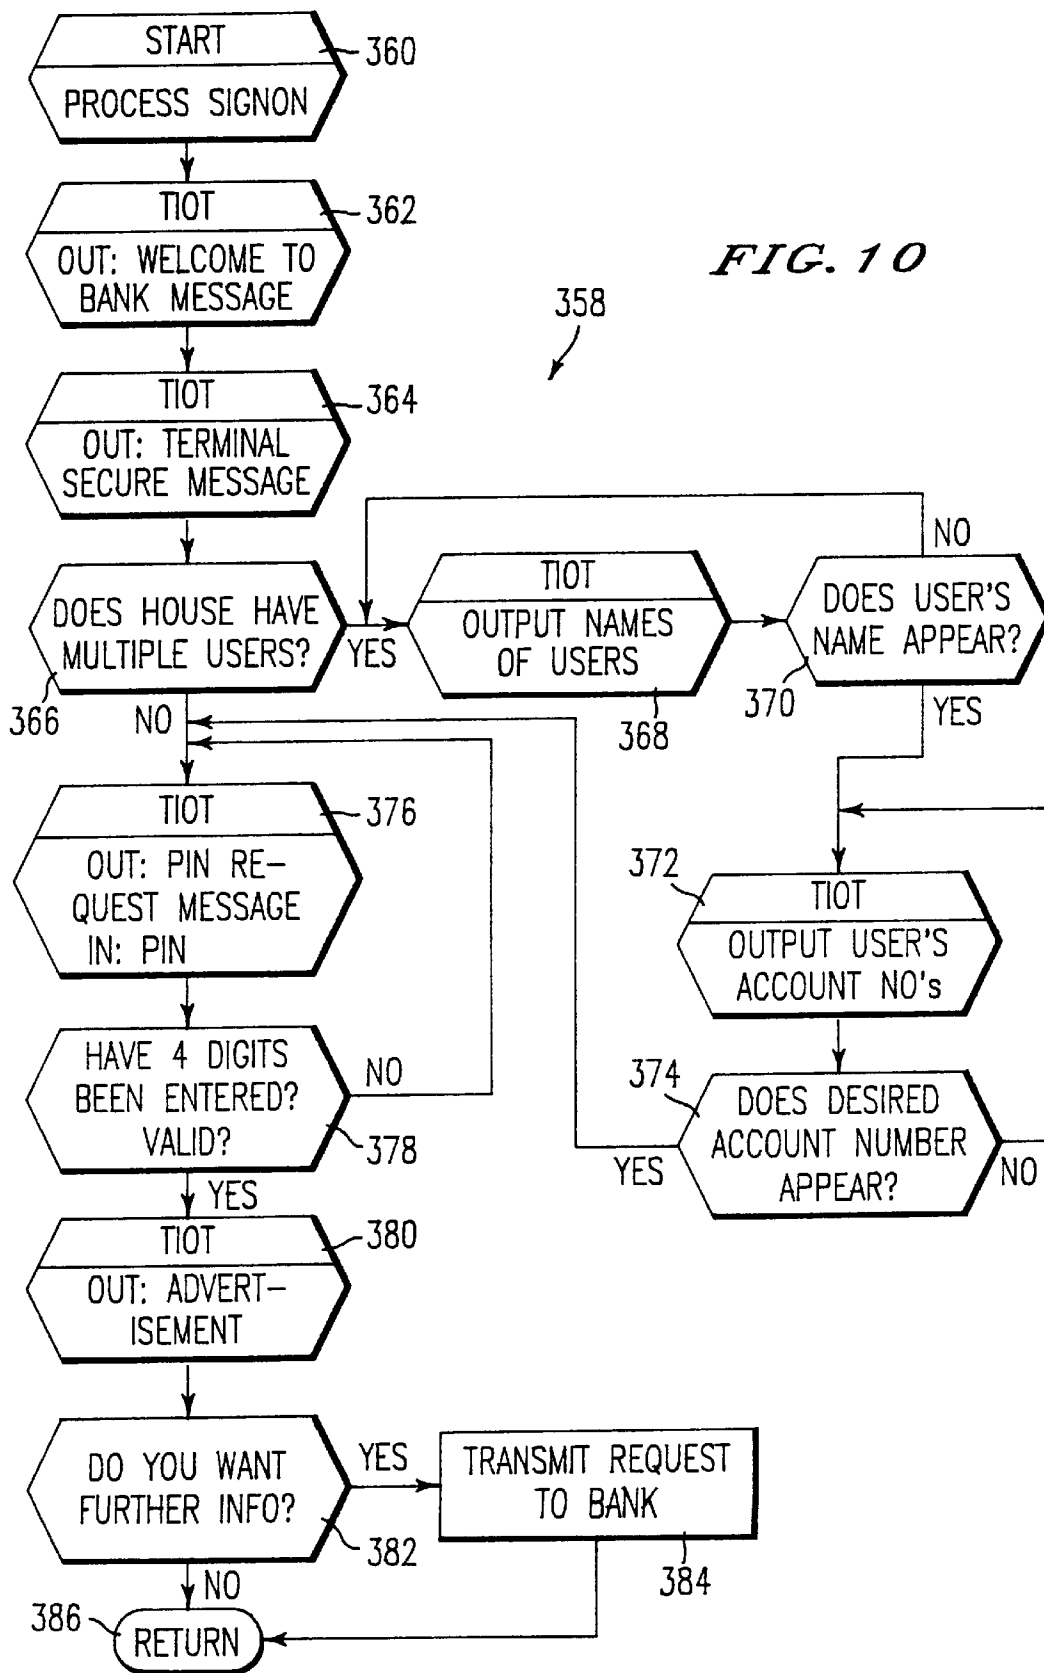 START
360
PROCESS SIGNON
TIOT
362
OUT: WELCOME TO
BANK MESSAGE
FIG. 10
358
TIOT
364
OUT: TERMINAL
SECURE MESSAGE
DOES HOUSE HAVE
MULTIPLE USERS?
366
YES
NO
TIOT
OUTPUT NAMES
OF USERS
368
NO
DOES USER'S
NAME APPEAR?
370
YES
TIOT
376
OUT: PIN RE-
QUEST MESSAGE
IN: PIN
372
TIOT
OUTPUT USER'S
ACCOUNT NO's
HAVE 4 DIGITS
BEEN ENTERED?
VALID?
NO
378
YES
374
DOES DESIRED
ACCOUNT NUMBER
APPEAR?
YES
NO
TIOT
380
OUT: ADVERT-
ISEMENT
DO YOU WANT
FURTHER INFO?
YES
382
NO
TRANSMIT REQUEST
TO BANK
384
386
RETURN